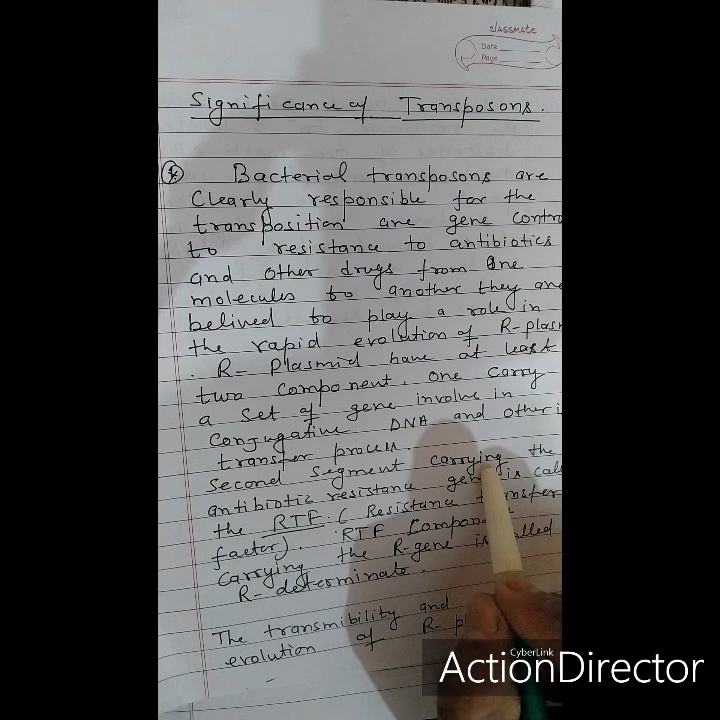 classmate
Date
Page
Significance of Transposons.
Bacterial transposons are
Clearly responsible for the
transposition are gene contro
to resistance to antibiotics
and other drugs from one
molecules to another they are
belived to play a role in
the rapid evolution of R-plasm
. R- Plasmid have at least
two component. one carry
a set of gene involve in
Conjugative DNA and other i
transfer process.
Second segment carrying the
antibiotic resistance gen is call
the RTF ( Resistance transfer
factor). RTF Compon
Carrying the R-gene is called
R- determinate.
The transmibility and
evolution of R- pl
CyberLink
ActionDirector